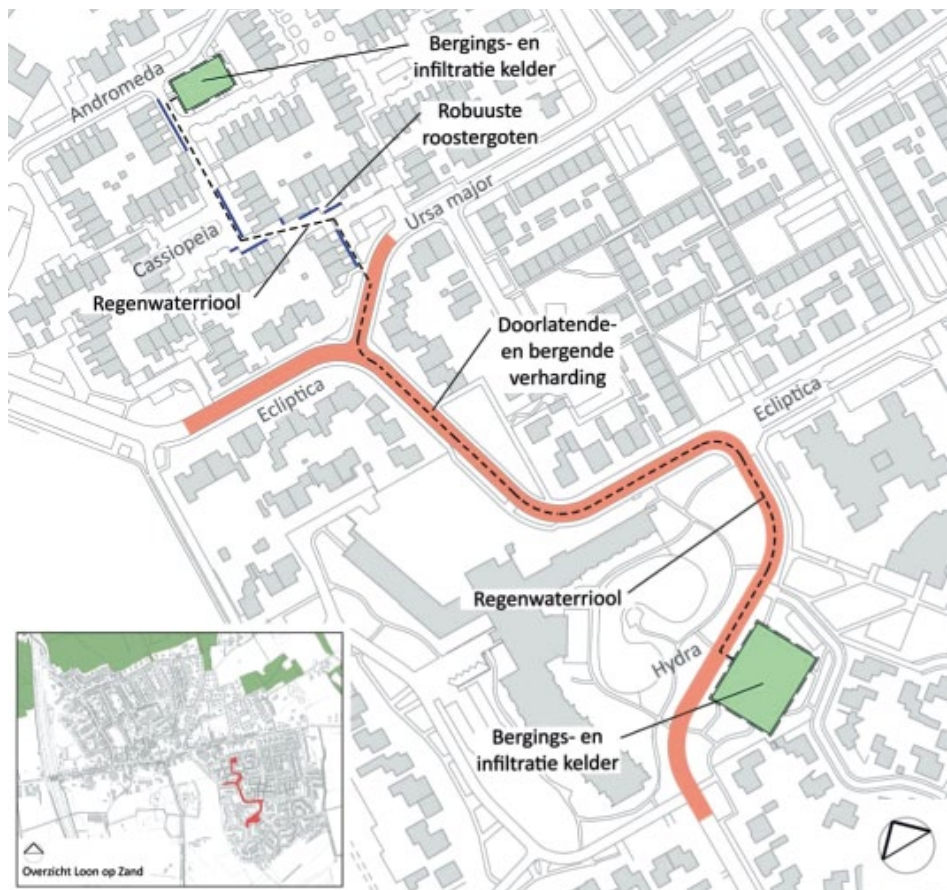 Bergings- en
infiltratie kelder
Andromeda
Robuuste
roostergoten
Ursa major
Cassiopeia
Regenwaterriool
Doorlatende-
en bergende
verharding
Ecliptica
Ecliptica
Regenwaterriool
Hydra
Bergings- en
infiltratie kelder
Overzicht Loon op Zand